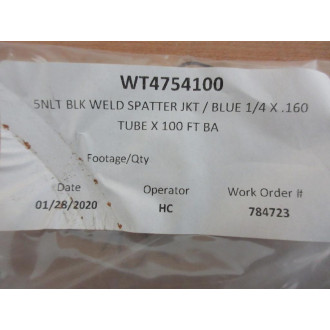 WT4754100
5NLT BLK WELD SPATTER JKT / BLUE 1/4 X .160
TUBE X 100 FT BA
Footage/Qty
Date Operator Work Order #
01/28/2020 HC 784723